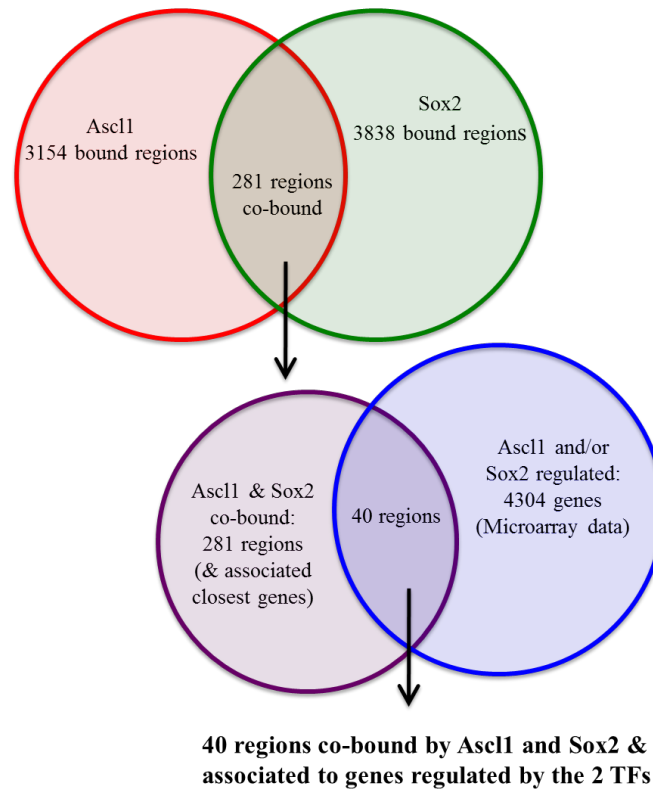 Ascl1
3154 bound regions
Sox2
3838 bound regions
281 regions
co-bound
Ascl1 & Sox2
co-bound:
281 regions
(& associated
closest genes)
40 regions
Ascl1 and/or
Sox2 regulated:
4304 genes
(Microarray data)
40 regions co-bound by Ascl1 and Sox2 &
associated to genes regulated by the 2 TFs